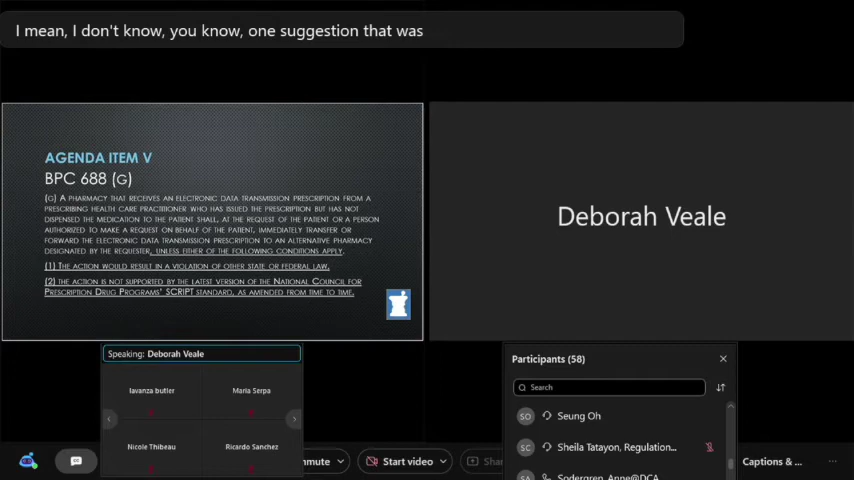 I mean, I don't know, you know, one suggestion that was
AGENDA ITEM V
BPC 688 (G)
(G) A PHARMACY THAT RECEIVES AN ELECTRONIC DATA TRANSMISSION PRESCRIPTION FROM A
PRESCRIBING HEALTH CARE PRACTITIONER WHO HAS ISSUED THE PRESCRIPTION BUT HAS NOT
DISPENSED THE MEDICATION TO THE PATIENT SHALL, AT THE REQUEST OF THE PATIENT OR A PERSON
AUTHORIZED TO MAKE A REQUEST ON BEHALF OF THE PATIENT, IMMEDIATELY TRANSFER OR
FORWARD THE ELECTRONIC DATA TRANSMISSION PRESCRIPTION TO AN ALTERNATIVE PHARMACY
DESIGNATED BY THE REQUESTER, UNLESS EITHER OF THE FOLLOWING CONDITIONS APPLY.
(1) THE ACTION WOULD RESULT IN A VIOLATION OF OTHER STATE OR FEDERAL LAW.
(2) THE ACTION IS NOT SUPPORTED BY THE LATEST VERSION OF THE NATIONAL COUNCIL FOR
PRESCRIPTION DRUG PROGRAMS' SCRIPT STANDARD, AS AMENDED FROM TIME TO TIME.
Deborah Veale
Speaking: Deborah Veale
lavanza butler
Maria Serpa
Nicole Thibeau
Ricardo Sanchez
Participants (58)
Search
SO Seung Oh
SC Sheila Tatayon, Regulation...
SA Sodergren, Anne@DCA
mute
Start video
Shar
Captions & ...